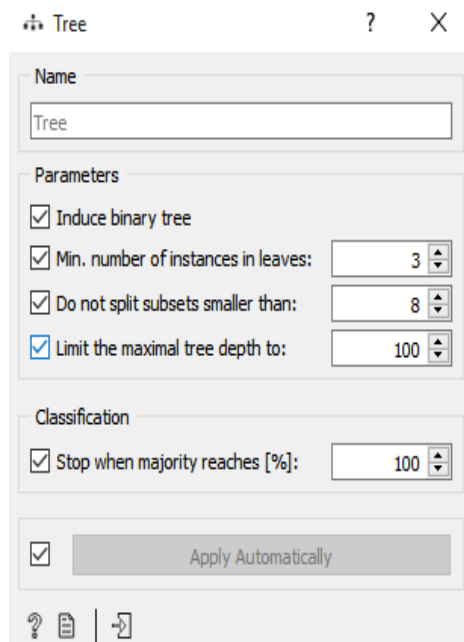 Tree ? X
Name
Tree
Parameters
Induce binary tree
Min. number of instances in leaves: 3
Do not split subsets smaller than: 8
Limit the maximal tree depth to: 100
Classification
Stop when majority reaches [%]: 100
Apply Automatically
?